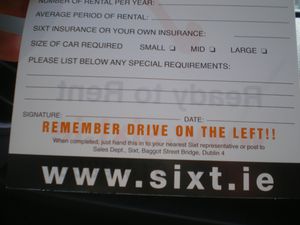 NUMBER OF RENTAL PER YEAR:
AVERAGE PERIOD OF RENTAL:
SIXT INSURANCE OR YOUR OWN INSURANCE:
SIZE OF CAR REQUIRED SMALL ☐ MID ☐ LARGE ☐
PLEASE LIST BELOW ANY SPECIAL REQUIREMENTS:
Ready to Rent
SIGNATURE: DATE:
REMEMBER DRIVE ON THE LEFT!!
When completed, just hand this in to your nearest Sixt representative or post to
Sales Dept., Sixt, Baggot Street Bridge, Dublin 4
www.sixt.ie